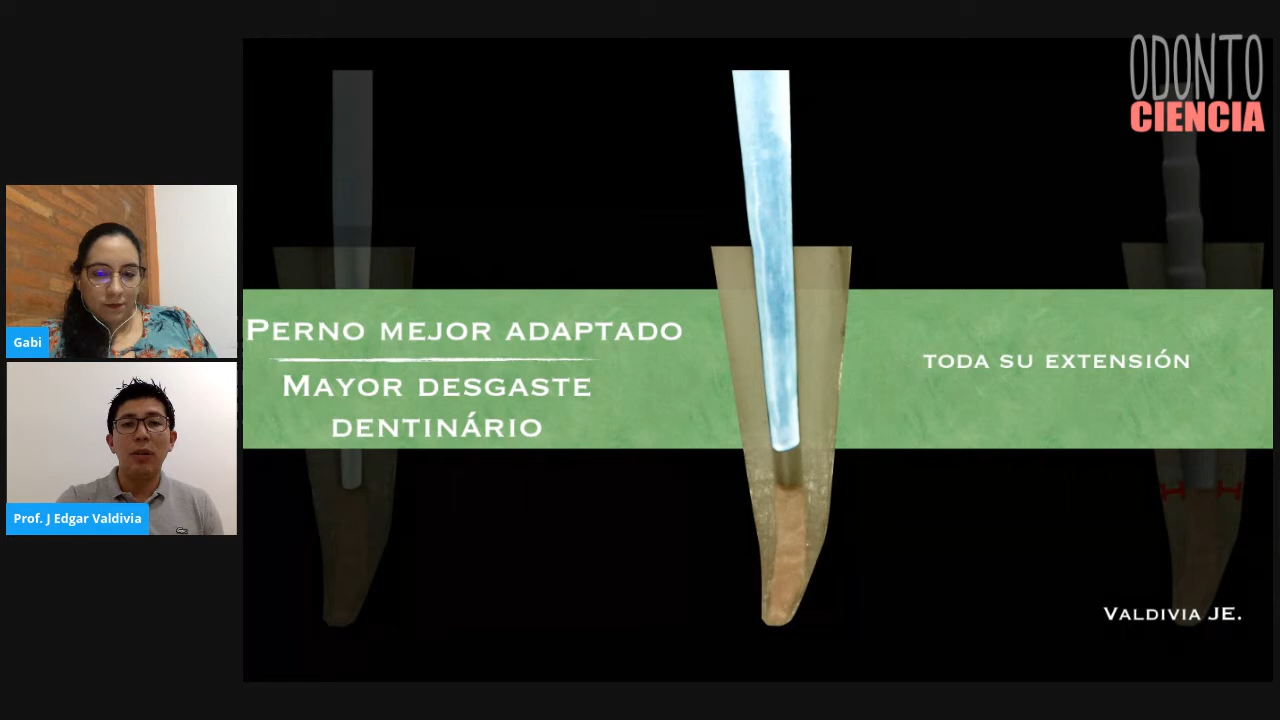 ODONTO
CIENCIA
Gabi
Prof. J Edgar Valdivia
PERNO MEJOR ADAPTADO
MAYOR DESGASTE
DENTINÁRIO
TODA SU EXTENSIÓN
VALDIVIA JE.